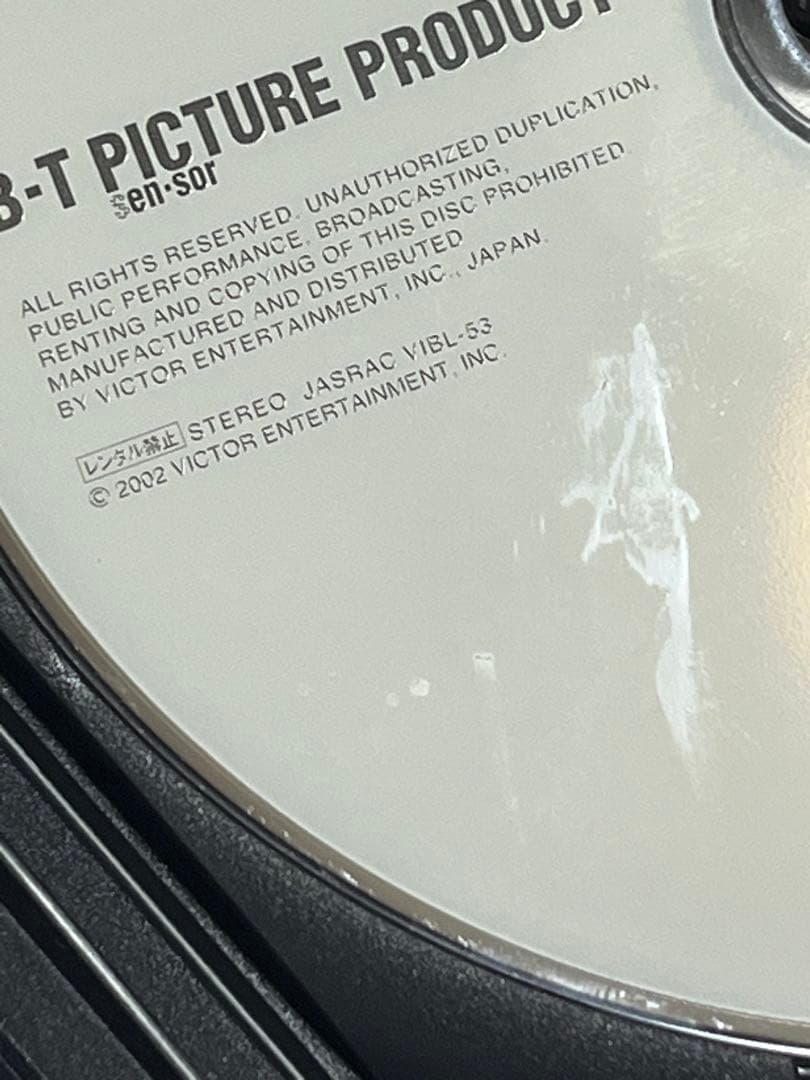 B-T PICTURE PRODUCT
sen·sor
ALL RIGHTS RESERVED. UNAUTHORIZED DUPLICATION,
PUBLIC PERFORMANCE, BROADCASTING,
RENTING AND COPYING OF THIS DISC PROHIBITED.
MANUFACTURED AND DISTRIBUTED
BY VICTOR ENTERTAINMENT, INC., JAPAN.
レンタル禁止 STEREO JASRAC VIBL-53
© 2002 VICTOR ENTERTAINMENT, INC.